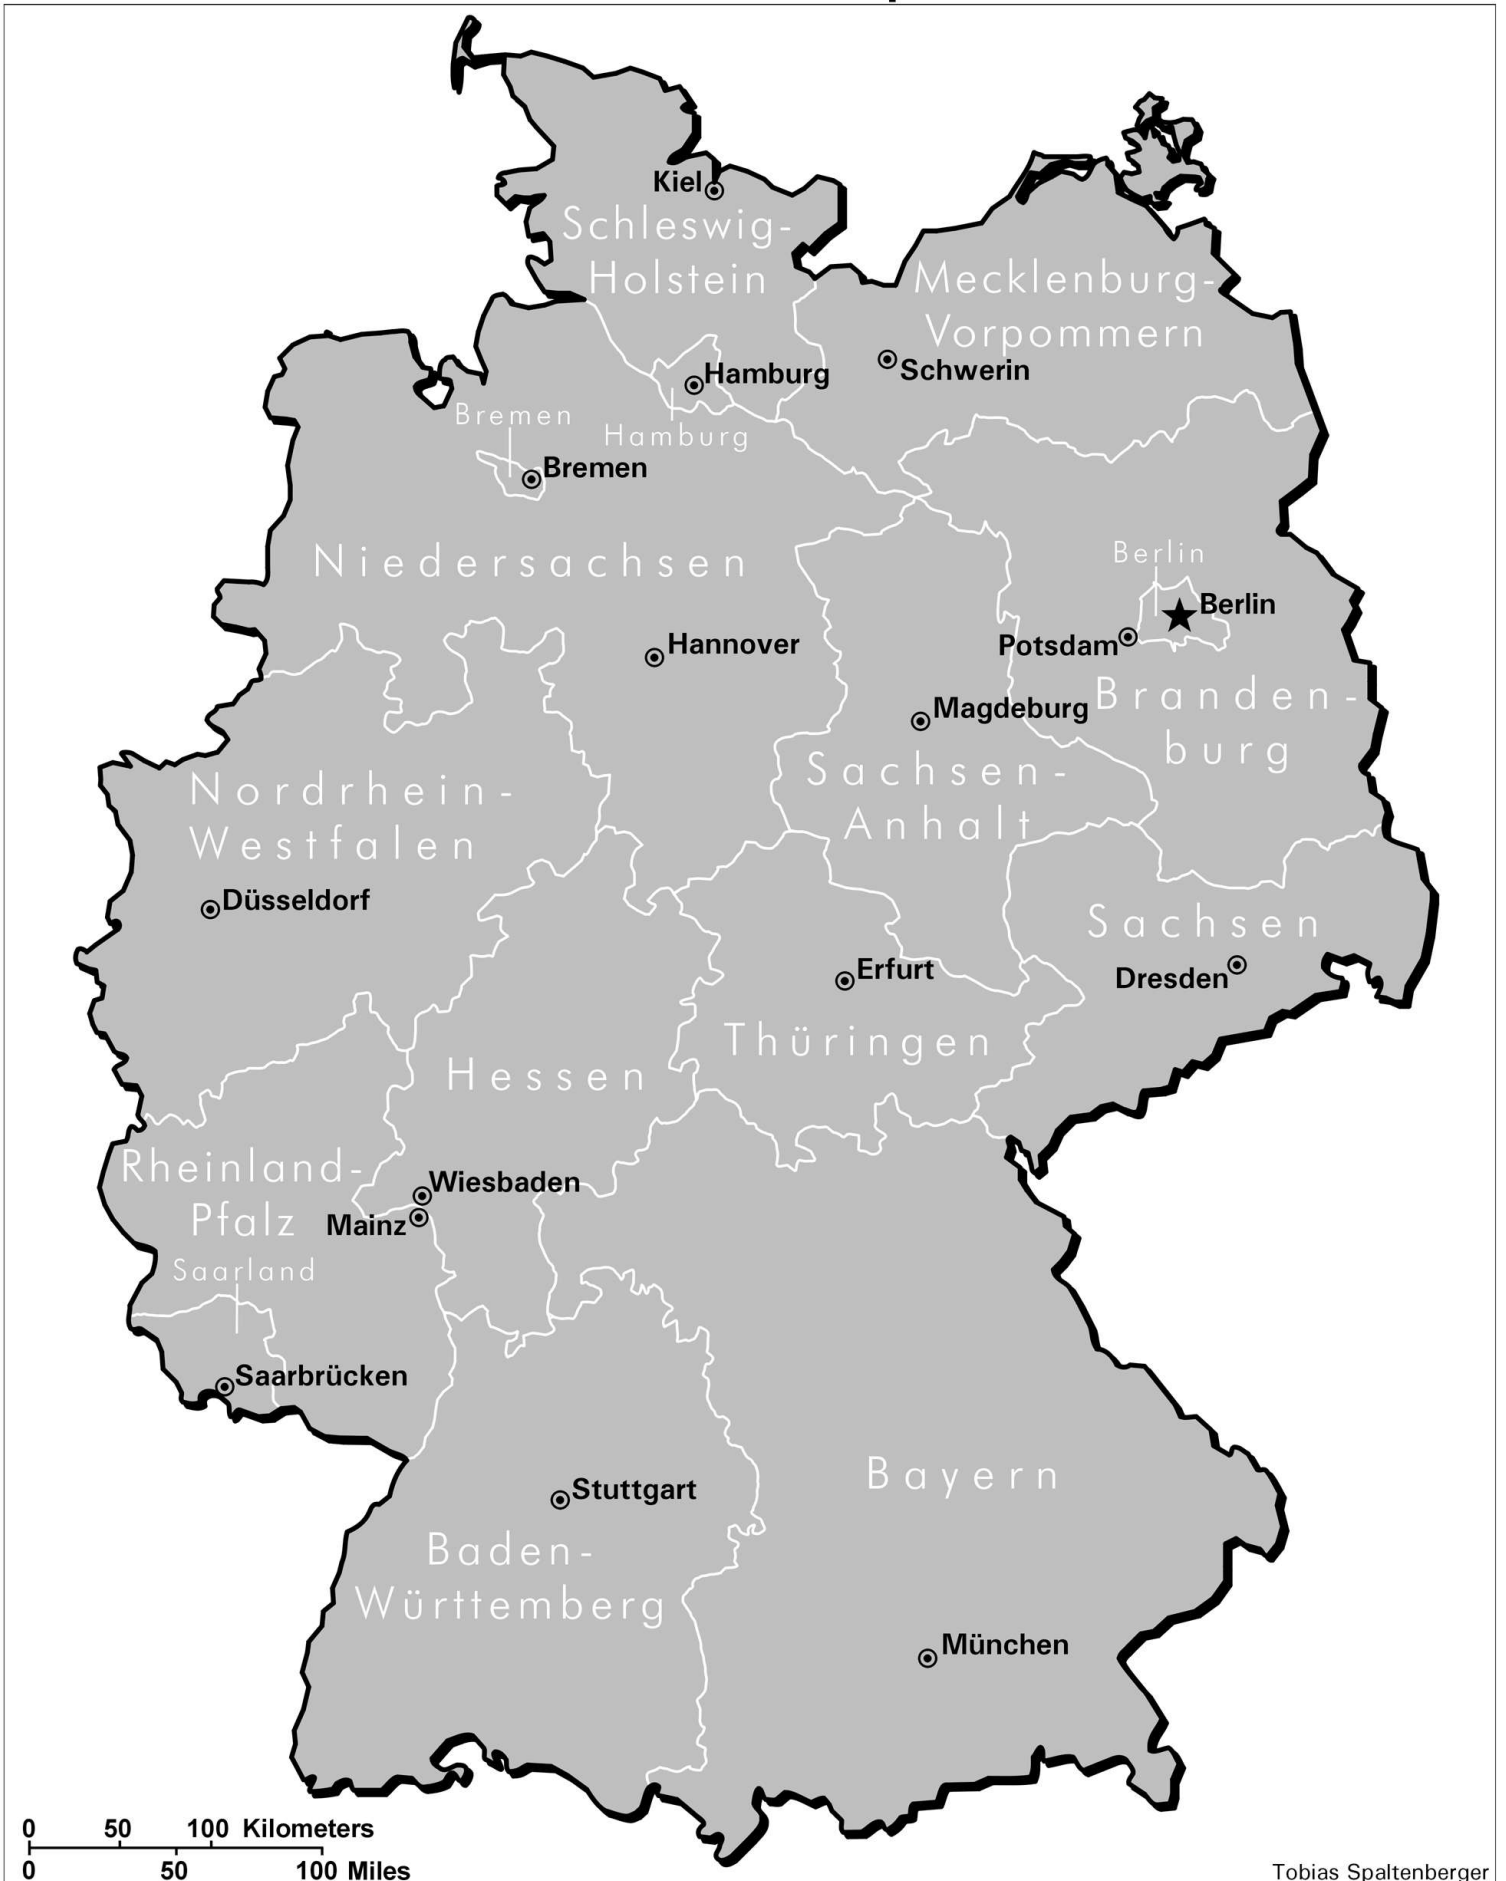 Kiel
Schleswig-
Holstein
Mecklenburg-
Vorpommern
Schwerin
Hamburg
Hamburg
Bremen
Bremen
Niedersachsen
Hannover
Berlin
Berlin
Potsdam
Branden-
burg
Magdeburg
Sachsen-
Anhalt
Nordrhein-
Westfalen
Düsseldorf
Sachsen
Dresden
Erfurt
Thüringen
Hessen
Rheinland-
Pfalz
Wiesbaden
Mainz
Saarland
Saarbrücken
Bayern
Stuttgart
Baden-
Württemberg
München
0 50 100 Kilometers
0 50 100 Miles
Tobias Spaltenberger